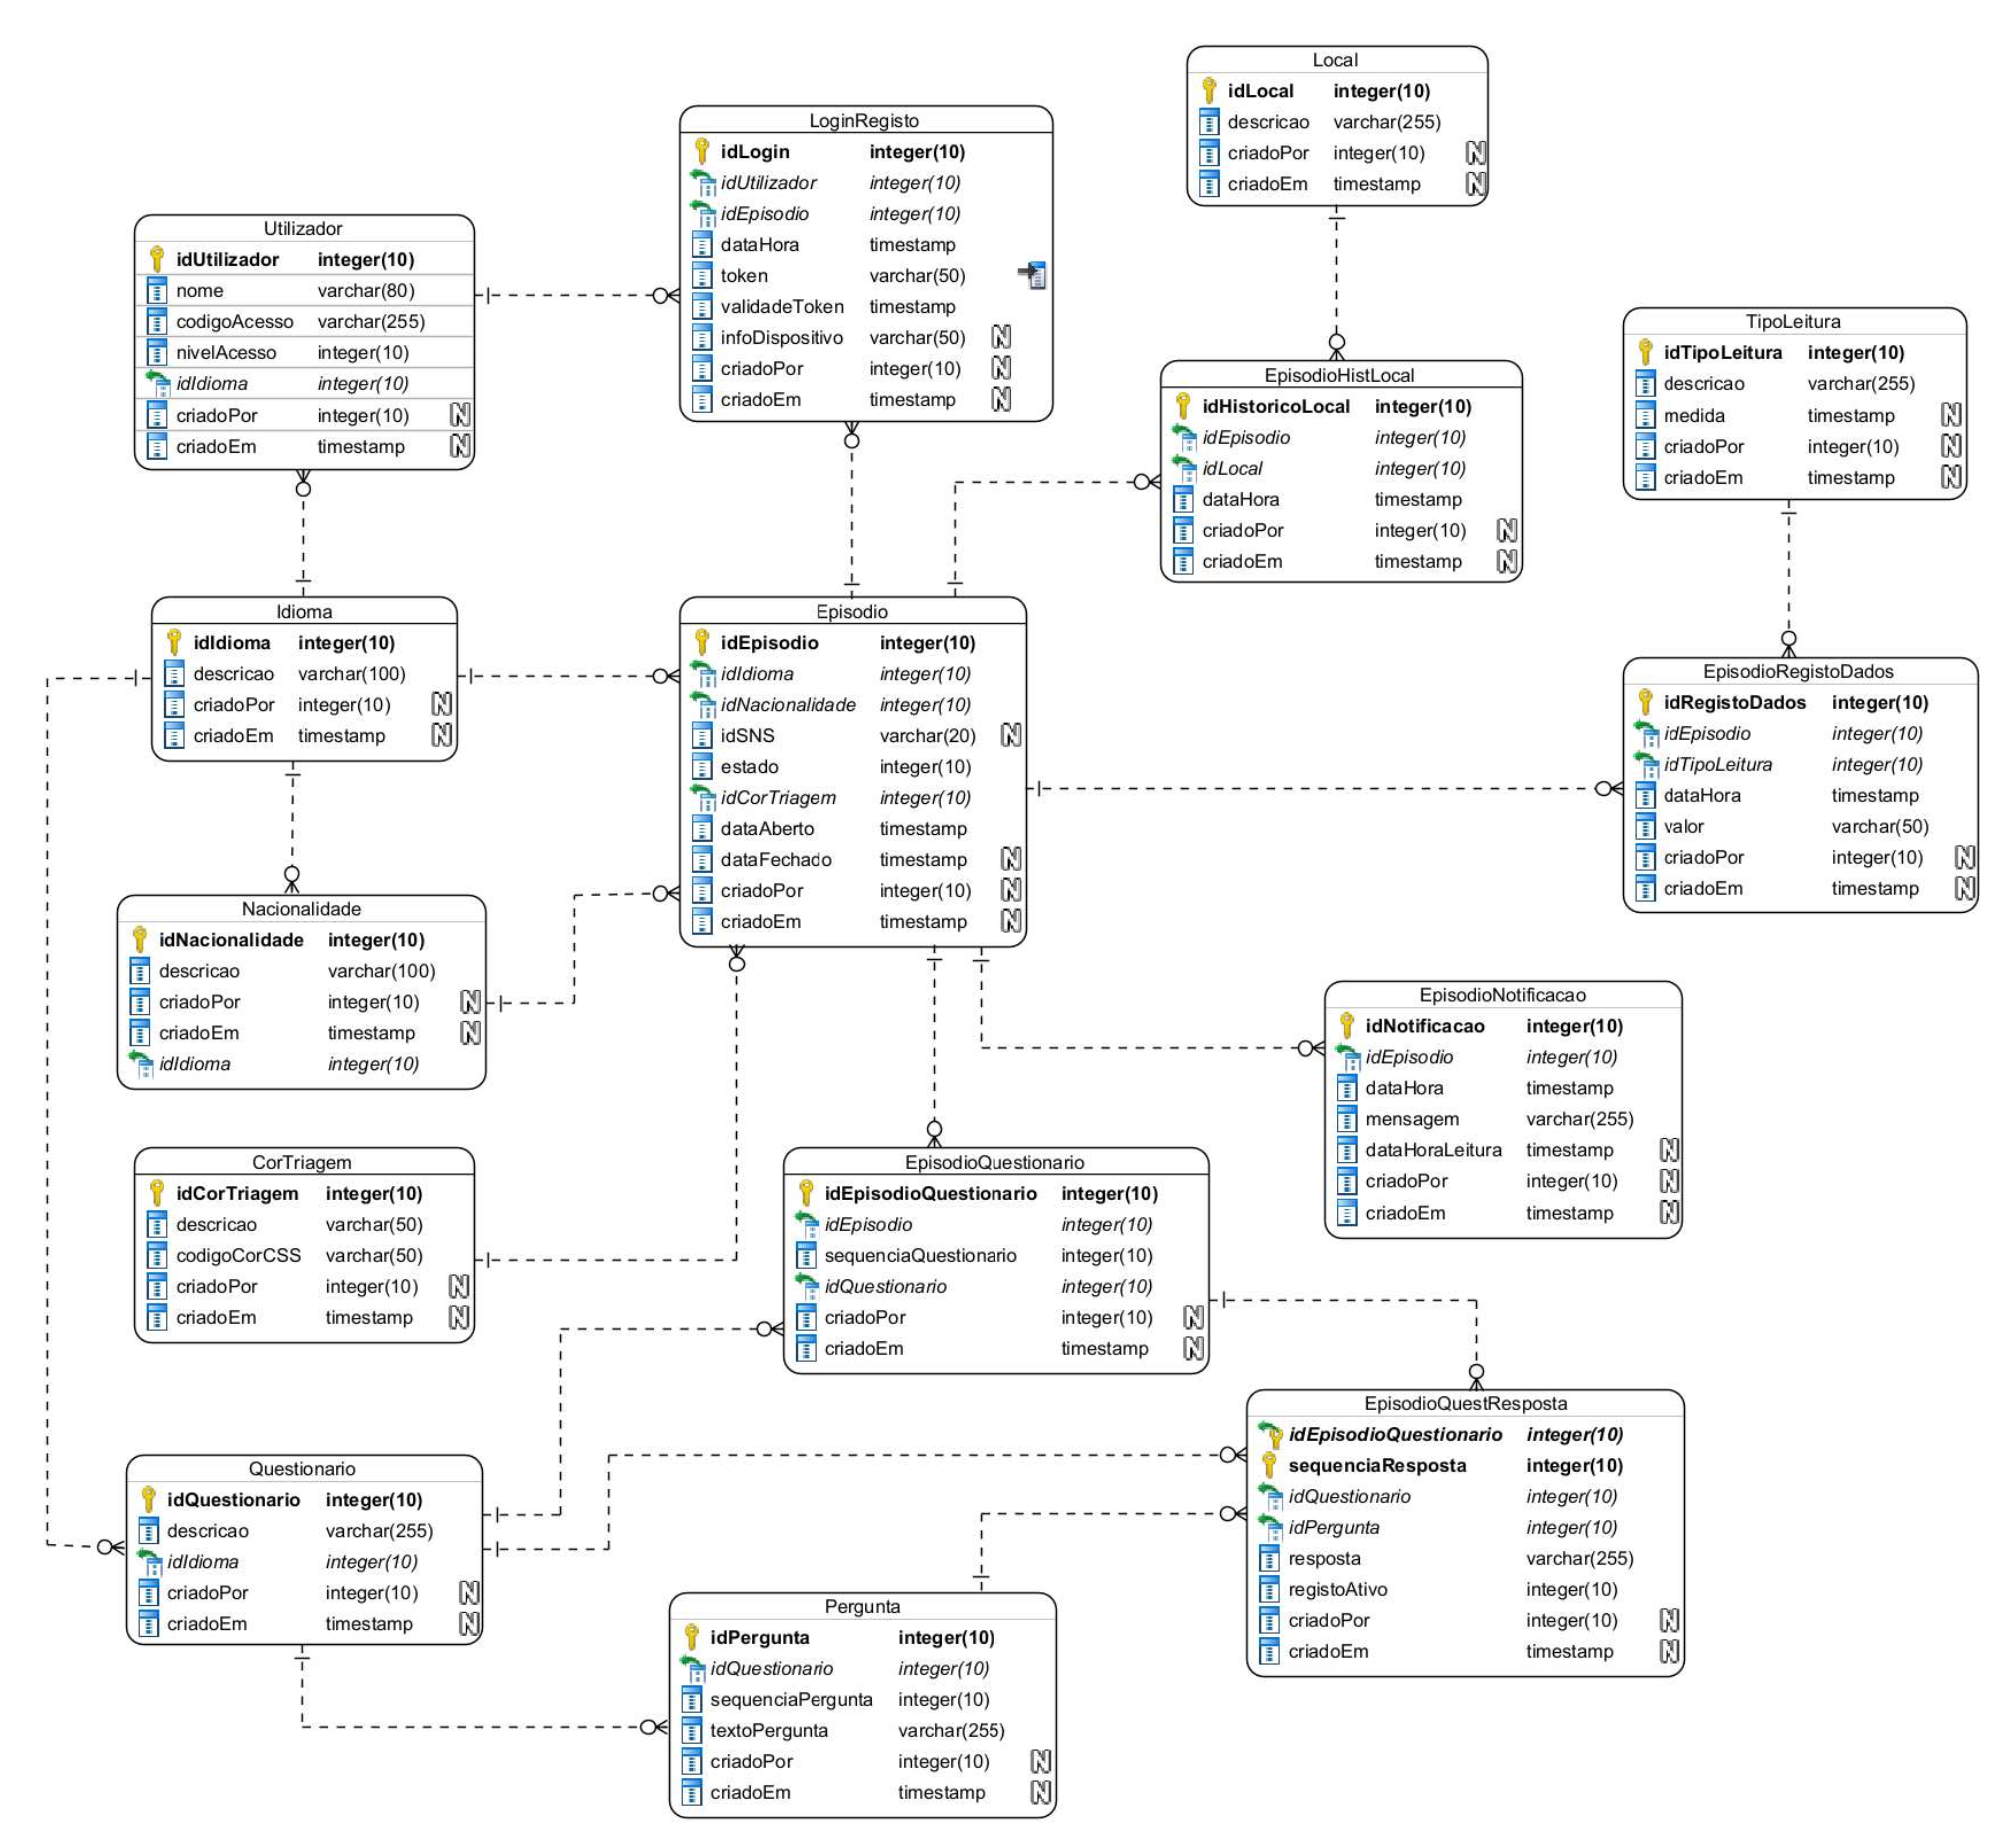 Local
idLocal integer(10)
descricao varchar(255)
criadoPor integer(10) N
criadoEm timestamp N
LoginRegisto
idLogin integer(10)
idUtilizador integer(10)
idEpisodio integer(10)
dataHora timestamp
token varchar(50)
validadeToken timestamp
infoDispositivo varchar(50) N
criadoPor integer(10) N
criadoEm timestamp N
Utilizador
idUtilizador integer(10)
nome varchar(80)
codigoAcesso varchar(255)
nivelAcesso integer(10)
idIdioma integer(10)
criadoPor integer(10) N
criadoEm timestamp N
TipoLeitura
idTipoLeitura integer(10)
descricao varchar(255)
medida timestamp N
criadoPor integer(10) N
criadoEm timestamp N
EpisodioHistLocal
idHistoricoLocal integer(10)
idEpisodio integer(10)
idLocal integer(10)
dataHora timestamp
criadoPor integer(10) N
criadoEm timestamp N
Idioma
idIdioma integer(10)
descricao varchar(100)
criadoPor integer(10) N
criadoEm timestamp N
Episodio
idEpisodio integer(10)
idIdioma integer(10)
idNacionalidade integer(10)
idSNS varchar(20) N
estado integer(10)
idCorTriagem integer(10)
dataAberto timestamp
dataFechado timestamp N
criadoPor integer(10) N
criadoEm timestamp N
EpisodioRegistoDados
idRegistoDados integer(10)
idEpisodio integer(10)
idTipoLeitura integer(10)
dataHora timestamp
valor varchar(50)
criadoPor integer(10) N
criadoEm timestamp N
Nacionalidade
idNacionalidade integer(10)
descricao varchar(100)
criadoPor integer(10) N
criadoEm timestamp N
idIdioma integer(10)
EpisodioNotificacao
idNotificacao integer(10)
idEpisodio integer(10)
dataHora timestamp
mensagem varchar(255)
dataHoraLeitura timestamp N
criadoPor integer(10) N
criadoEm timestamp N
CorTriagem
idCorTriagem integer(10)
descricao varchar(50)
codigoCorCSS varchar(50)
criadoPor integer(10) N
criadoEm timestamp N
EpisodioQuestionario
idEpisodioQuestionario integer(10)
idEpisodio integer(10)
sequenciaQuestionario integer(10)
idQuestionario integer(10)
criadoPor integer(10) N
criadoEm timestamp N
EpisodioQuestResposta
idEpisodioQuestionario integer(10)
sequenciaResposta integer(10)
idQuestionario integer(10)
idPergunta integer(10)
resposta varchar(255)
registoAtivo integer(10)
criadoPor integer(10) N
criadoEm timestamp N
Questionario
idQuestionario integer(10)
descricao varchar(255)
idIdioma integer(10)
criadoPor integer(10) N
criadoEm timestamp N
Pergunta
idPergunta integer(10)
idQuestionario integer(10)
sequenciaPergunta integer(10)
textoPergunta varchar(255)
criadoPor integer(10) N
criadoEm timestamp N